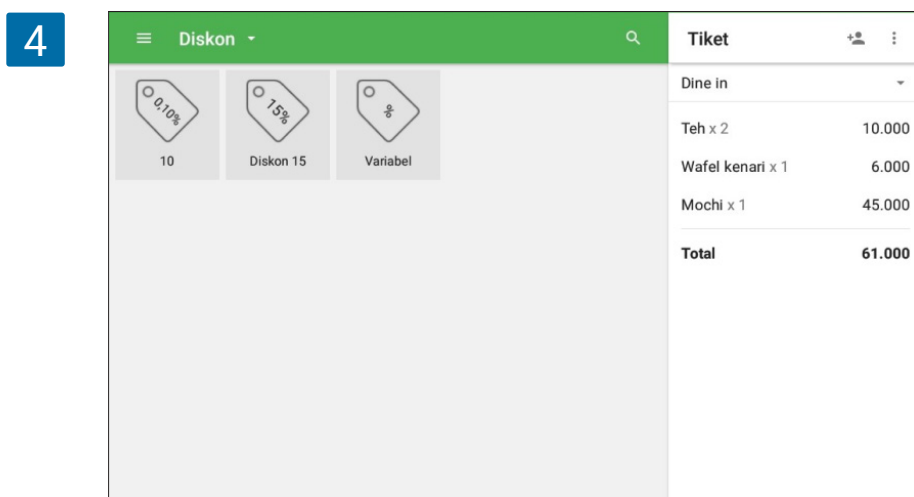 4
Diskon
Tiket
Dine in
Teh x 2 10.000
Wafel kenari x 1 6.000
Mochi x 1 45.000
Total 61.000
0,10%
10
15%
Diskon 15
%
Variabel